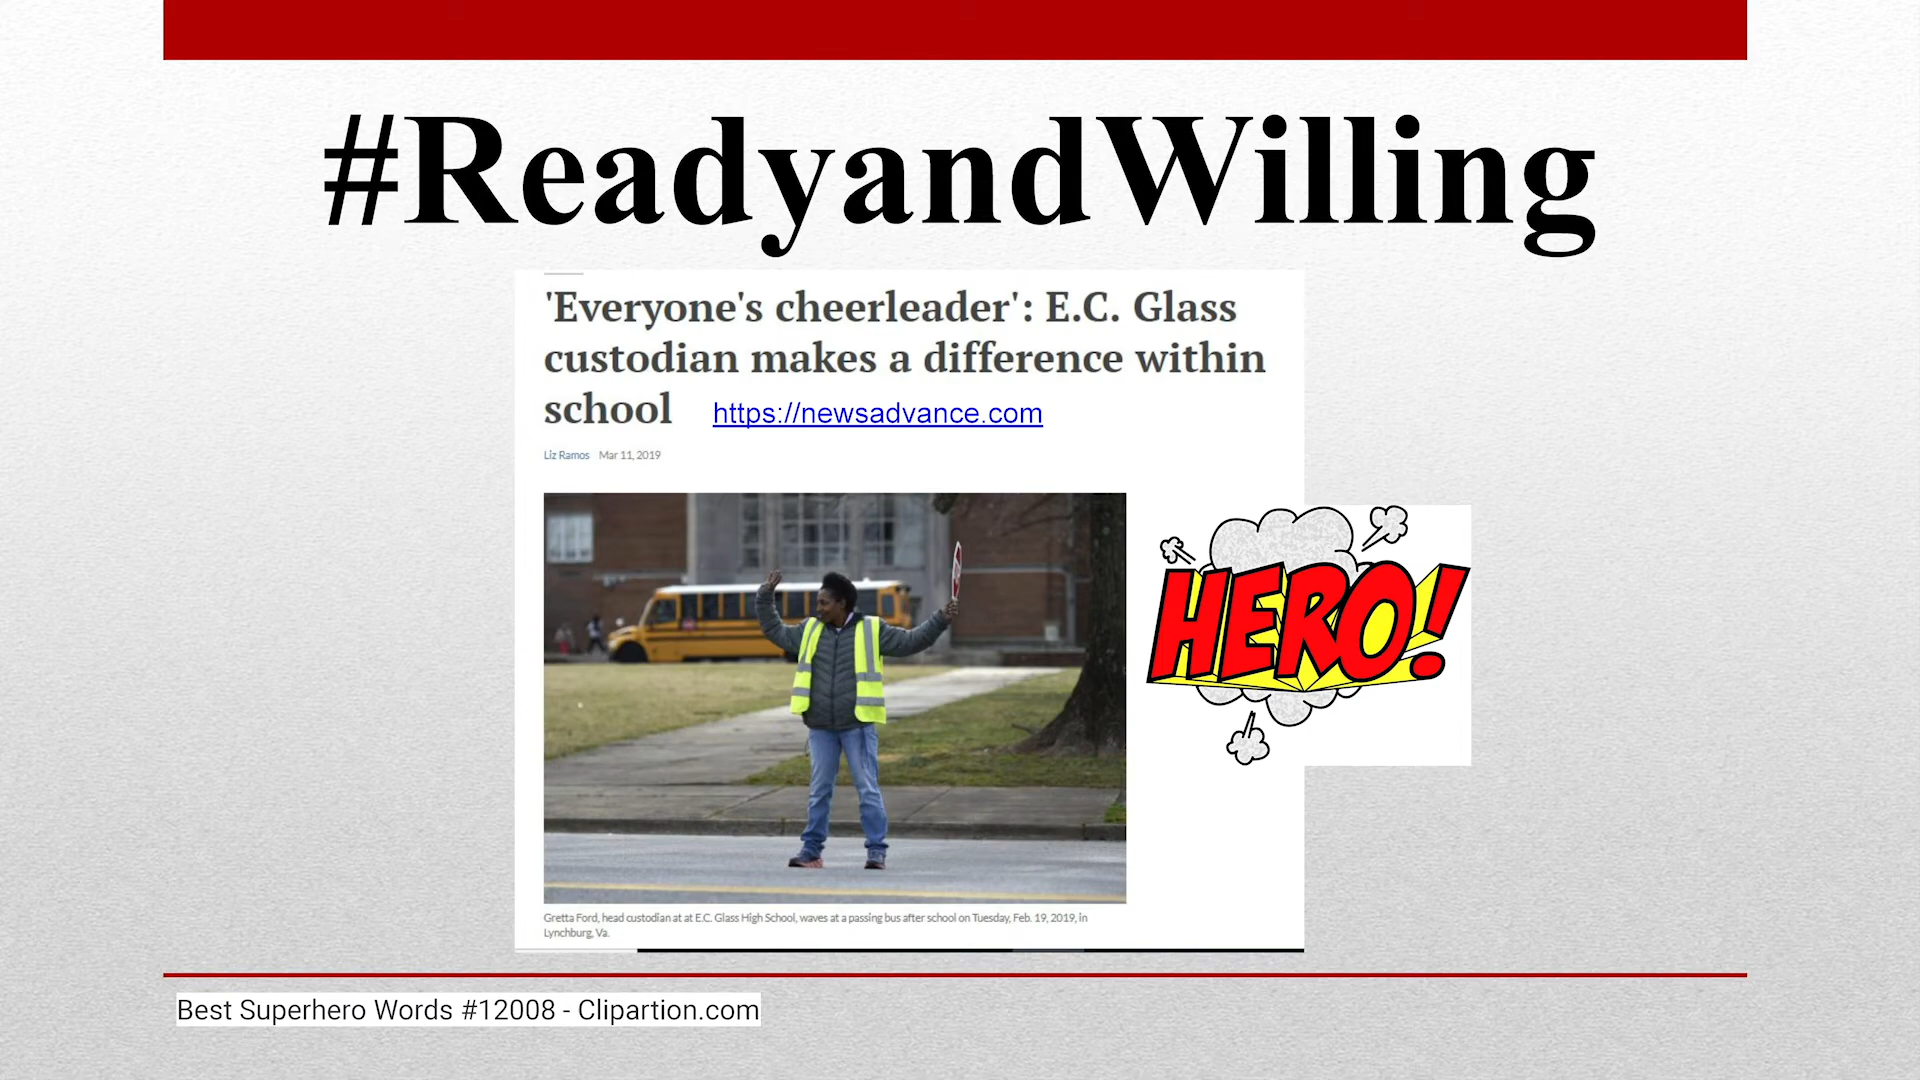 #ReadyandWilling
'Everyone's cheerleader': E.C. Glass
custodian makes a difference within
school https://newsadvance.com
Liz Ramos Mar 11, 2019
HERO!
Gretta Ford, head custodian at at E.C. Glass High School, waves at a passing bus after school on Tuesday, Feb. 19, 2019, in
Lynchburg, Va.
Best Superhero Words #12008 - Clipartion.com